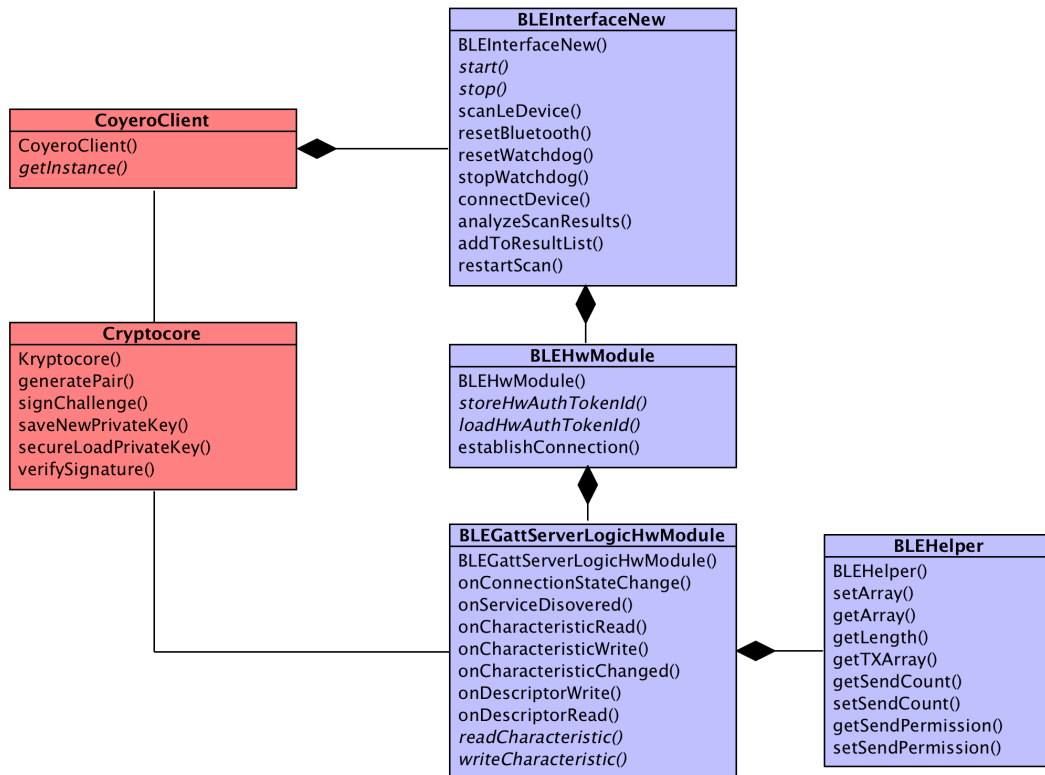 BLEInterfaceNew
BLEInterfaceNew()
start()
stop()
scanLeDevice()
resetBluetooth()
resetWatchdog()
stopWatchdog()
connectDevice()
analyzeScanResults()
addToResultList()
restartScan()
CoyeroClient
CoyeroClient()
getInstance()
Cryptocore
Kryptocore()
generatePair()
signChallenge()
saveNewPrivateKey()
secureLoadPrivateKey()
verifySignature()
BLEHwModule
BLEHwModule()
storeHwAuthTokenId()
loadHwAuthTokenId()
establishConnection()
BLEGattServerLogicHwModule
BLEGattServerLogicHwModule()
onConnectionStateChange()
onServiceDisovered()
onCharacteristicRead()
onCharacteristicWrite()
onCharacteristicChanged()
onDescriptorWrite()
onDescriptorRead()
readCharacteristic()
writeCharacteristic()
BLEHelper
BLEHelper()
setArray()
getArray()
getLength()
getTXArray()
getSendCount()
setSendCount()
getSendPermission()
setSendPermission()